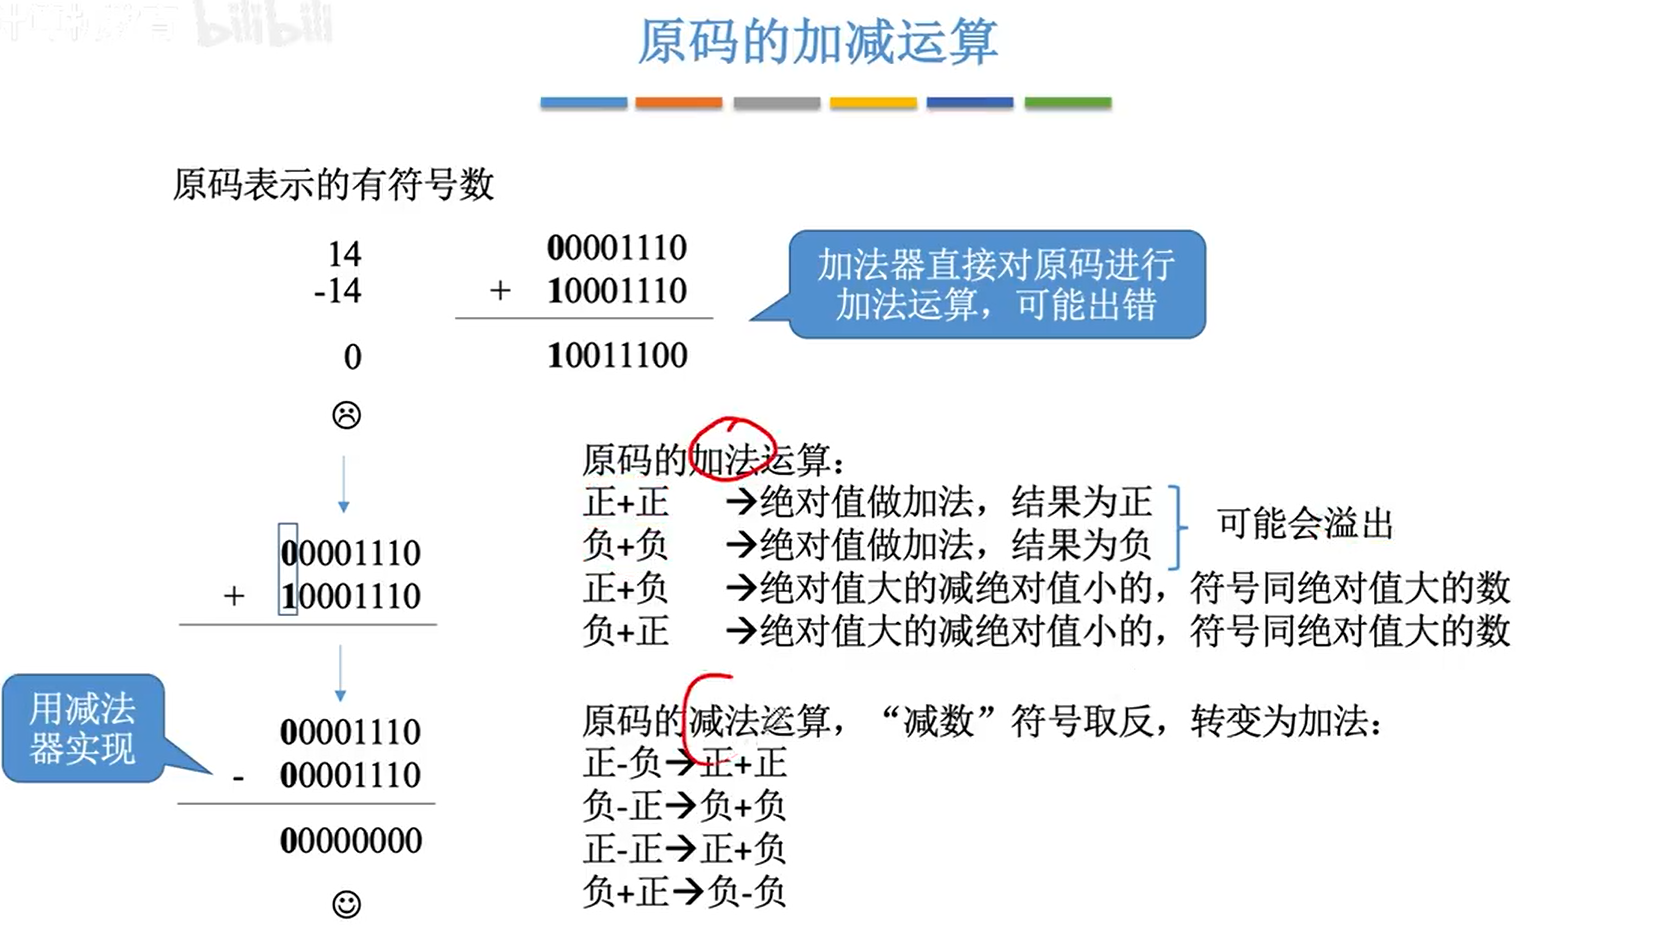 bilibili
原码的加减运算
原码表示的有符号数
14
-14
0
00001110
+ 10001110
10011100
加法器直接对原码进行
加法运算，可能出错
00001110
+ 10001110
用减法
器实现
00001110
- 00001110
00000000
原码的加法运算：
正+正 →绝对值做加法，结果为正
负+负 →绝对值做加法，结果为负
可能会溢出
正+负 →绝对值大的减绝对值小的，符号同绝对值大的数
负+正 →绝对值大的减绝对值小的，符号同绝对值大的数
原码的减法运算，“减数”符号取反，转变为加法：
正-负→正+正
负-正→负+负
正-正→正+负
负+正→负-负